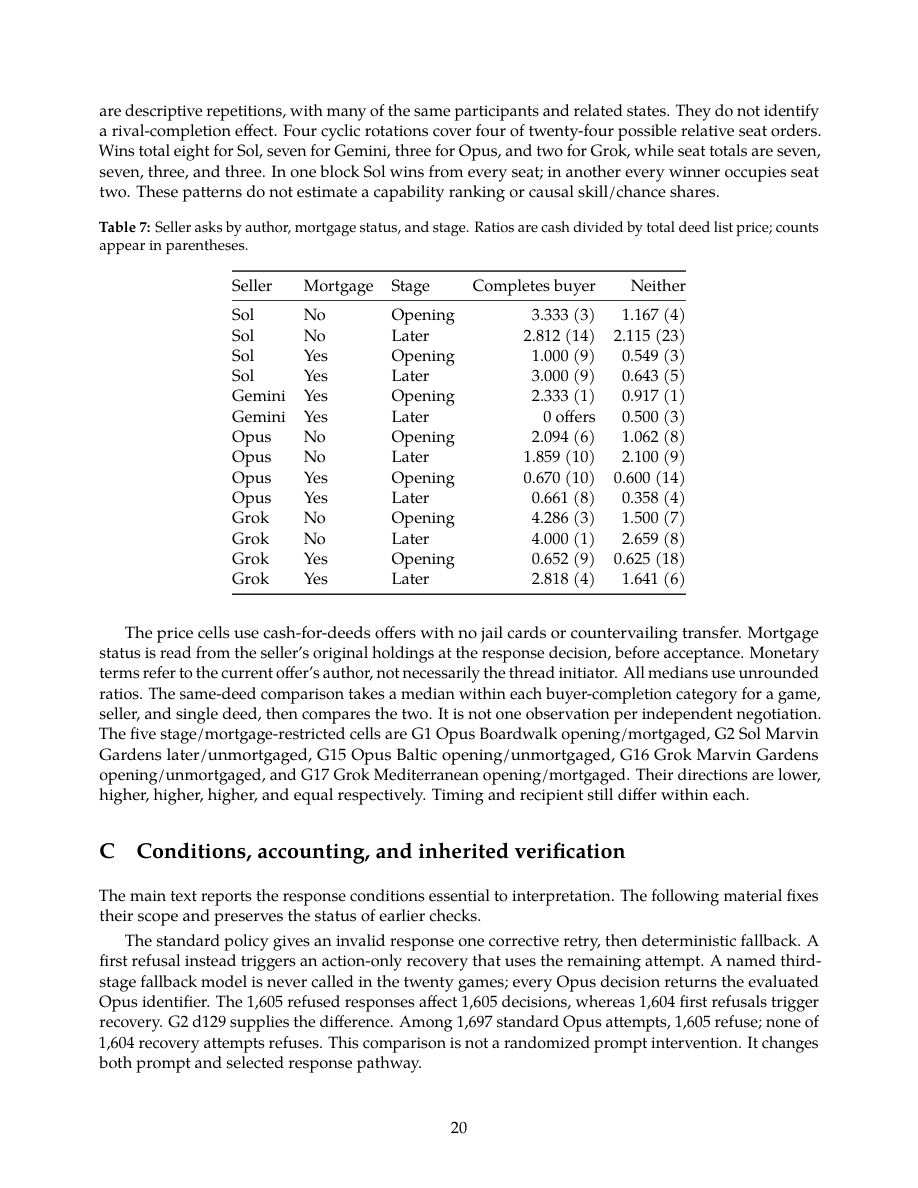 are descriptive repetitions, with many of the same participants and related states. They do not identify
a rival-completion effect. Four cyclic rotations cover four of twenty-four possible relative seat orders.
Wins total eight for Sol, seven for Gemini, three for Opus, and two for Grok, while seat totals are seven,
seven, three, and three. In one block Sol wins from every seat; in another every winner occupies seat
two. These patterns do not estimate a capability ranking or causal skill/chance shares.
Table 7: Seller asks by author, mortgage status, and stage. Ratios are cash divided by total deed list price; counts
appear in parentheses.
Seller Mortgage Stage Completes buyer Neither
Sol No Opening 3.333 (3) 1.167 (4)
Sol No Later 2.812 (14) 2.115 (23)
Sol Yes Opening 1.000 (9) 0.549 (3)
Sol Yes Later 3.000 (9) 0.643 (5)
Gemini Yes Opening 2.333 (1) 0.917 (1)
Gemini Yes Later 0 offers 0.500 (3)
Opus No Opening 2.094 (6) 1.062 (8)
Opus No Later 1.859 (10) 2.100 (9)
Opus Yes Opening 0.670 (10) 0.600 (14)
Opus Yes Later 0.661 (8) 0.358 (4)
Grok No Opening 4.286 (3) 1.500 (7)
Grok No Later 4.000 (1) 2.659 (8)
Grok Yes Opening 0.652 (9) 0.625 (18)
Grok Yes Later 2.818 (4) 1.641 (6)
The price cells use cash-for-deeds offers with no jail cards or countervailing transfer. Mortgage
status is read from the seller's original holdings at the response decision, before acceptance. Monetary
terms refer to the current offer's author, not necessarily the thread initiator. All medians use unrounded
ratios. The same-deed comparison takes a median within each buyer-completion category for a game,
seller, and single deed, then compares the two. It is not one observation per independent negotiation.
The five stage/mortgage-restricted cells are G1 Opus Boardwalk opening/mortgaged, G2 Sol Marvin
Gardens later/unmortgaged, G15 Opus Baltic opening/unmortgaged, G16 Grok Marvin Gardens
opening/unmortgaged, and G17 Grok Mediterranean opening/mortgaged. Their directions are lower,
higher, higher, higher, and equal respectively. Timing and recipient still differ within each.
C Conditions, accounting, and inherited verification
The main text reports the response conditions essential to interpretation. The following material fixes
their scope and preserves the status of earlier checks.
The standard policy gives an invalid response one corrective retry, then deterministic fallback. A
first refusal instead triggers an action-only recovery that uses the remaining attempt. A named third-
stage fallback model is never called in the twenty games; every Opus decision returns the evaluated
Opus identifier. The 1,605 refused responses affect 1,605 decisions, whereas 1,604 first refusals trigger
recovery. G2 d129 supplies the difference. Among 1,697 standard Opus attempts, 1,605 refuse; none of
1,604 recovery attempts refuses. This comparison is not a randomized prompt intervention. It changes
both prompt and selected response pathway.
20